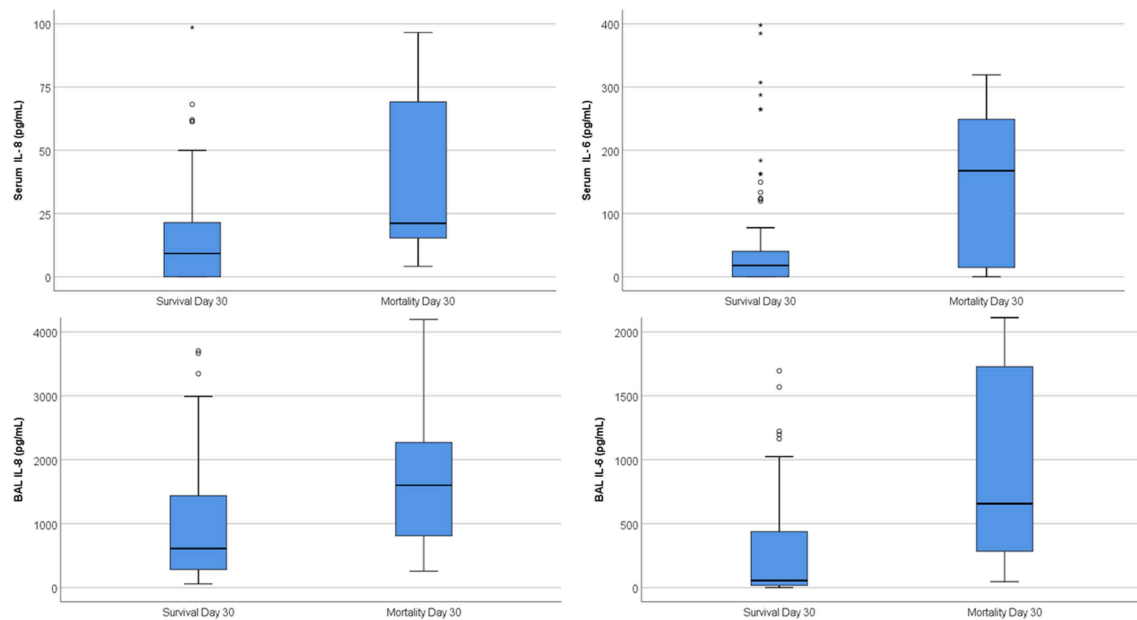 Serum IL-8 (pg/mL)
100
75
50
25
0
Survival Day 30
Mortality Day 30
Serum IL-6 (pg/mL)
400
300
200
100
0
Survival Day 30
Mortality Day 30
BAL IL-8 (pg/mL)
4000
3000
2000
1000
0
Survival Day 30
Mortality Day 30
BAL IL-6 (pg/mL)
2000
1500
1000
500
0
Survival Day 30
Mortality Day 30